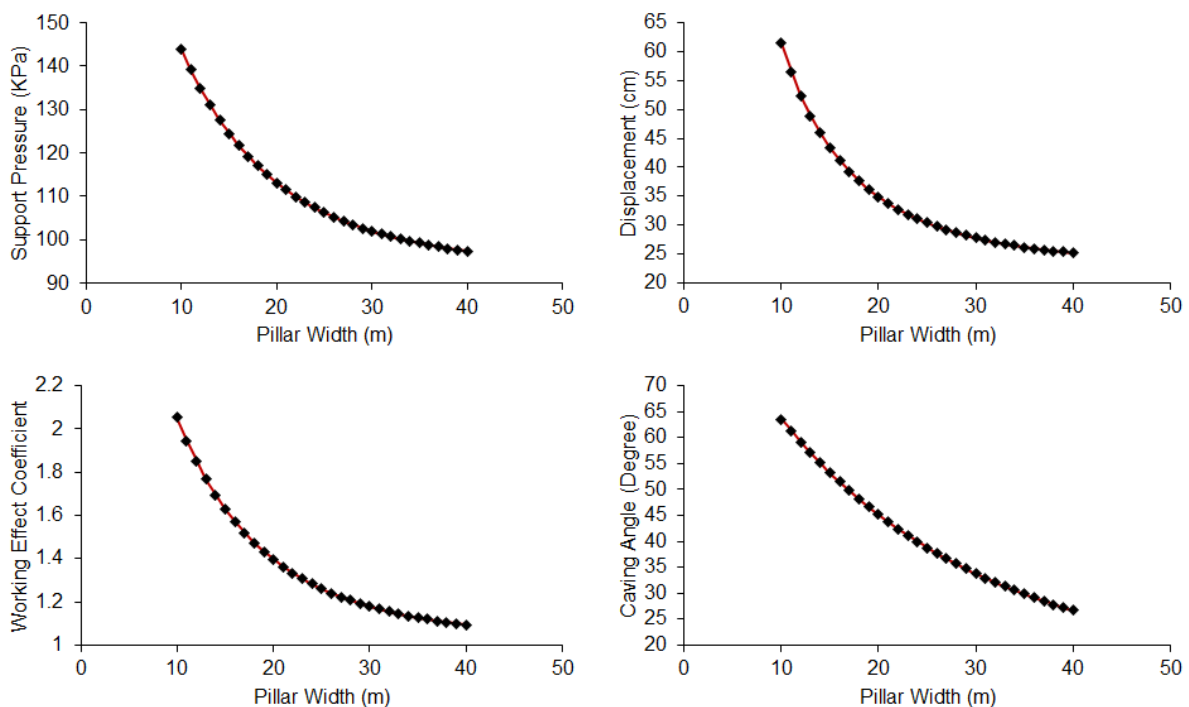 Support Pressure (KPa)
150
140
130
120
110
100
90
0 10 20 30 40 50
Pillar Width (m)
Displacement (cm)
65
60
55
50
45
40
35
30
25
20
0 10 20 30 40 50
Pillar Width (m)
Working Effect Coefficient
2.2
2
1.8
1.6
1.4
1.2
1
0 10 20 30 40 50
Pillar Width (m)
Caving Angle (Degree)
70
65
60
55
50
45
40
35
30
25
20
0 10 20 30 40 50
Pillar Width (m)